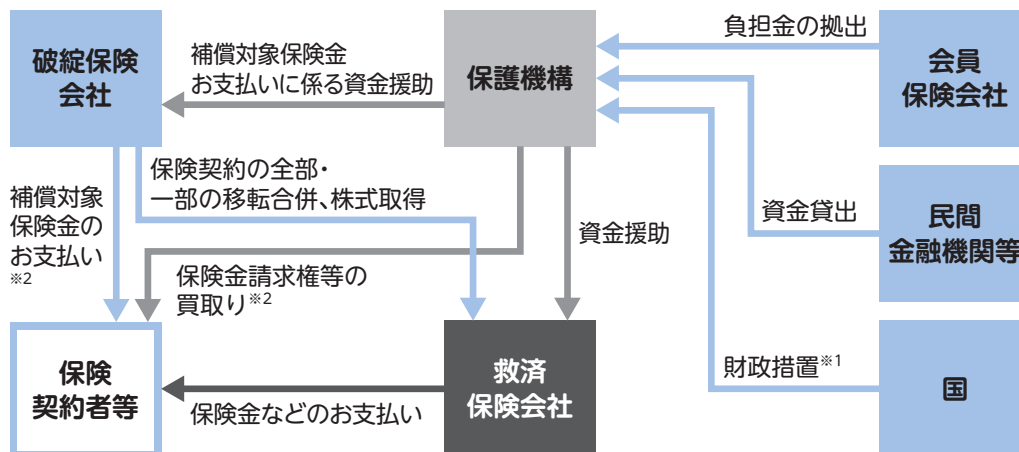 破綻保険
会社
補償対象保険金
お支払いに係る資金援助
保護機構
負担金の拠出
会員
保険会社
補償対象
保険金の
お支払い
※2
保険契約の全部・
一部の移転合併、株式取得
資金援助
資金貸出
民間
金融機関等
保険金請求権等の
買取り※2
保険
契約者等
保険金などのお支払い
救済
保険会社
財政措置※1
国